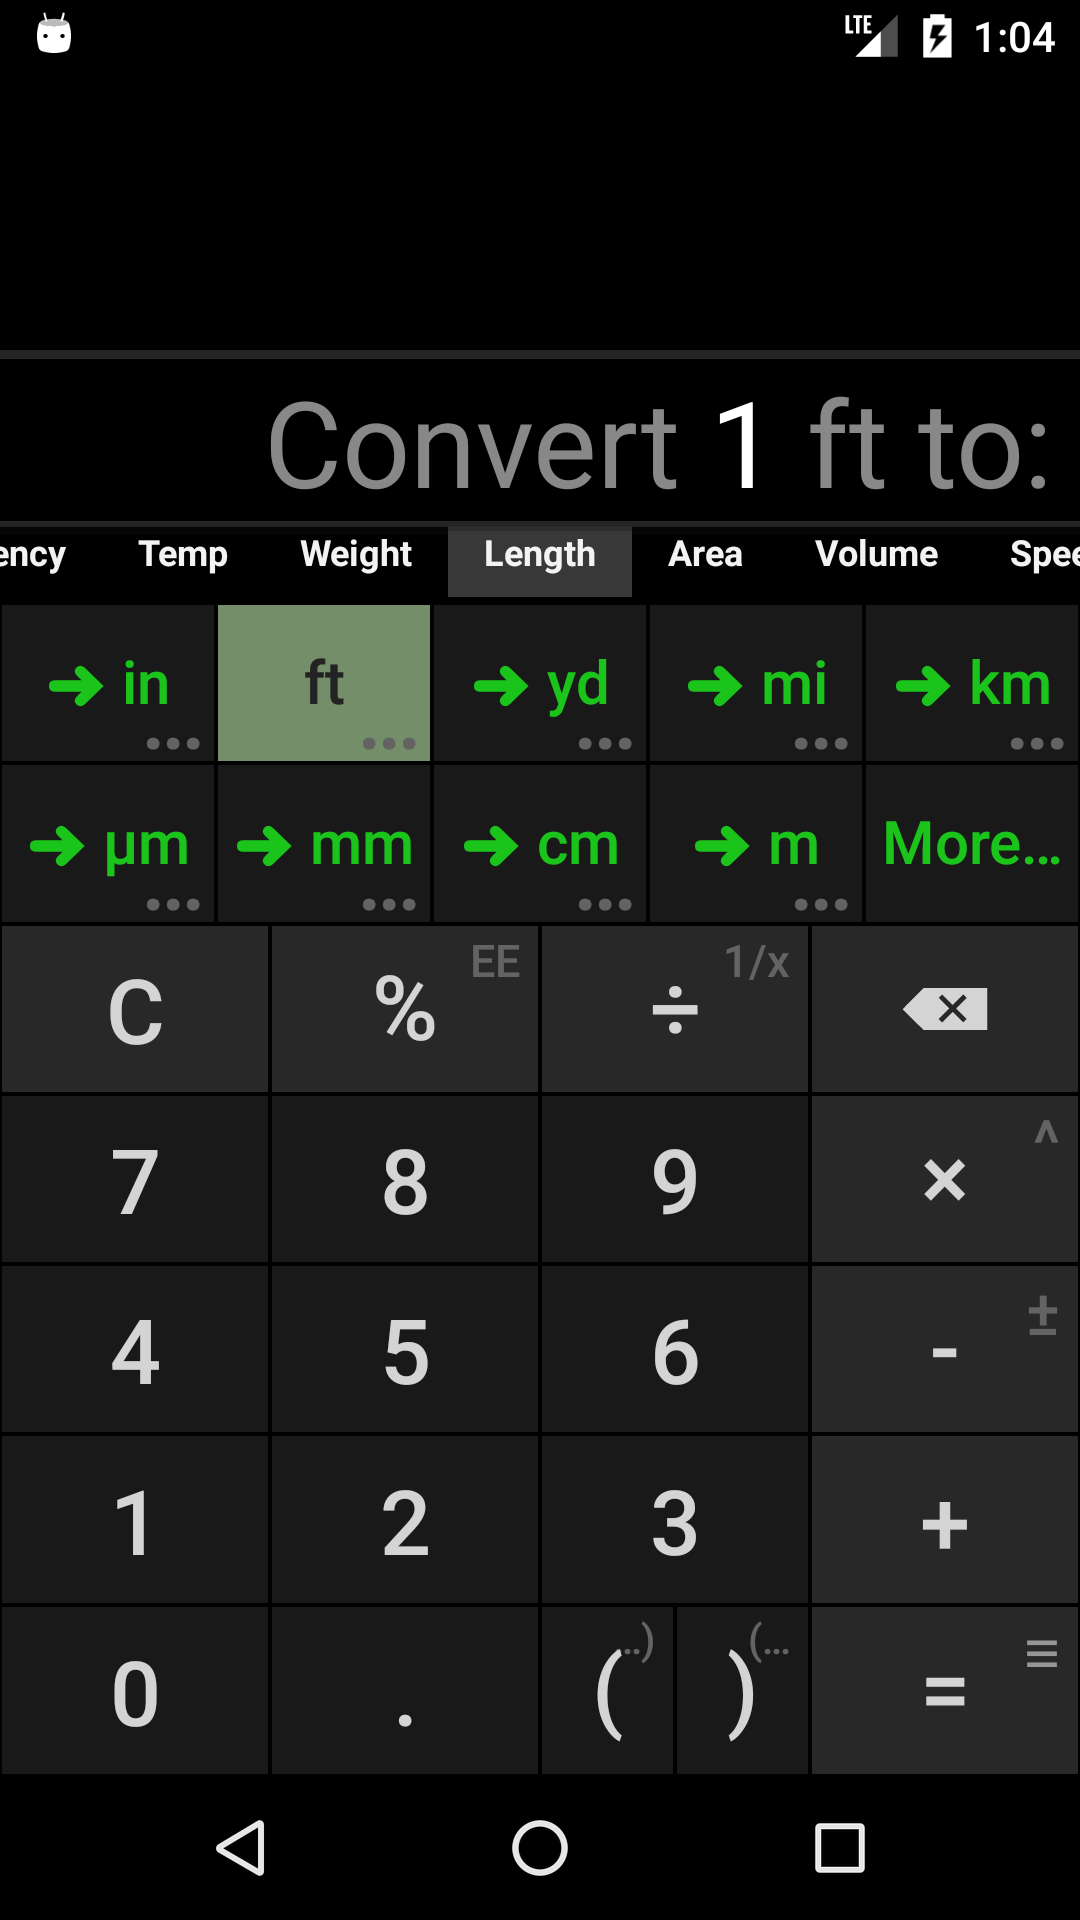 LTE 1:04
Convert 1 ft to:
ency Temp Weight Length Area Volume Spee
→ in ft → yd → mi → km
→ µm → mm → cm → m More...
C % EE ÷ 1/x
7 8 9 × ^
4 5 6 - ±
1 2 3 +
0 . ( ..) ) (... =